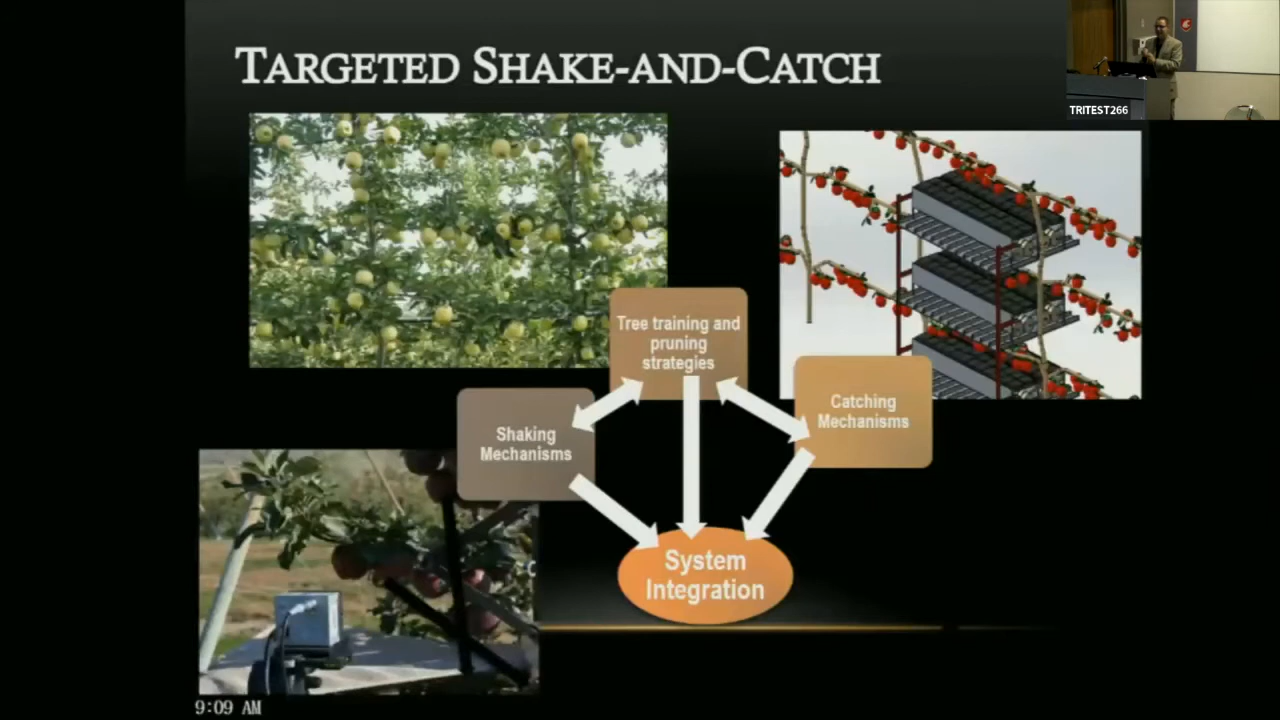 TARGETED SHAKE-AND-CATCH
TRITEST266
Tree training and
pruning
strategies
Catching
Mechanisms
Shaking
Mechanisms
System
Integration
9:09 AM